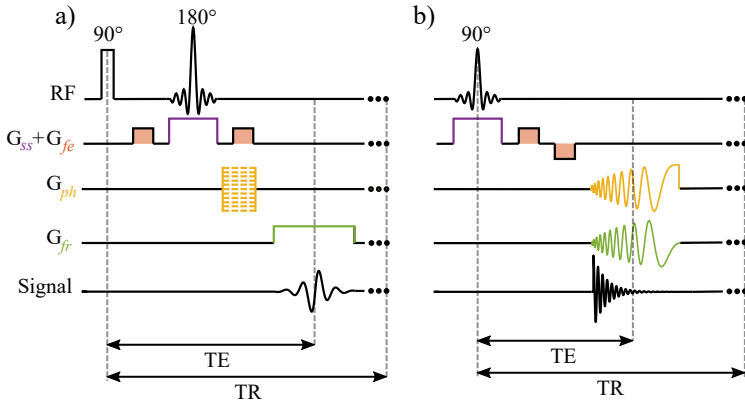 a)
90°
180°
RF
Gss+Gfe
Gph
Gfr
Signal
TE
TR
b)
90°
TE
TR